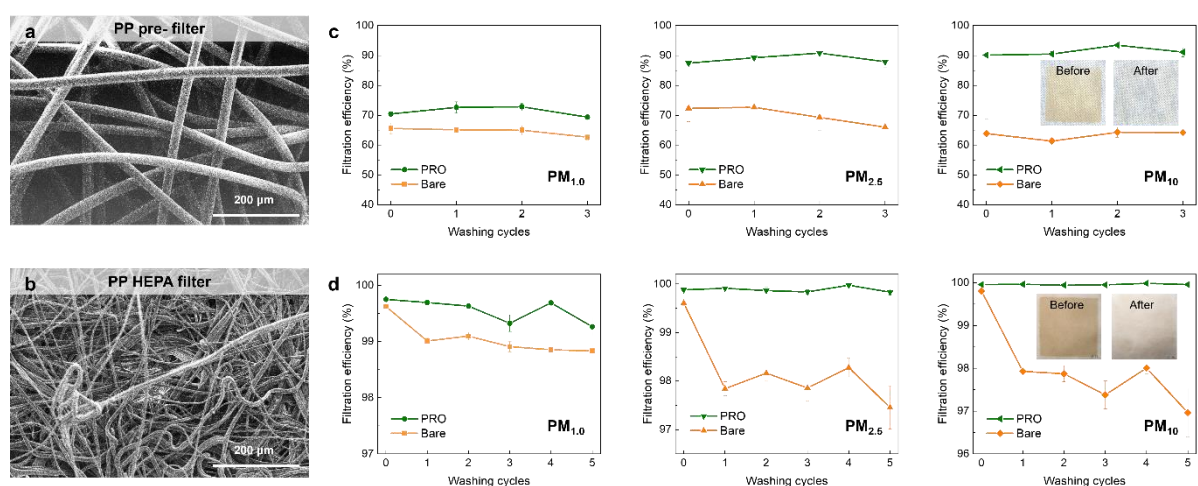 a
PP pre- filter
200 µm
c
Filtration efficiency (%)
100
90
80
70
60
50
40
PRO
Bare
PM1.0
0 1 2 3
Washing cycles
Filtration efficiency (%)
100
90
80
70
60
50
40
PRO
Bare
PM2.5
0 1 2 3
Washing cycles
Filtration efficiency (%)
100
90
80
70
60
50
40
Before
After
PRO
Bare
PM10
0 1 2 3
Washing cycles
b
PP HEPA filter
200 µm
d
Filtration efficiency (%)
100
99
98
97
PRO
Bare
PM1.0
0 1 2 3 4 5
Washing cycles
Filtration efficiency (%)
100
99
98
97
PRO
Bare
PM2.5
0 1 2 3 4 5
Washing cycles
Filtration efficiency (%)
100
99
98
97
96
Before
After
PRO
Bare
PM10
0 1 2 3 4 5
Washing cycles